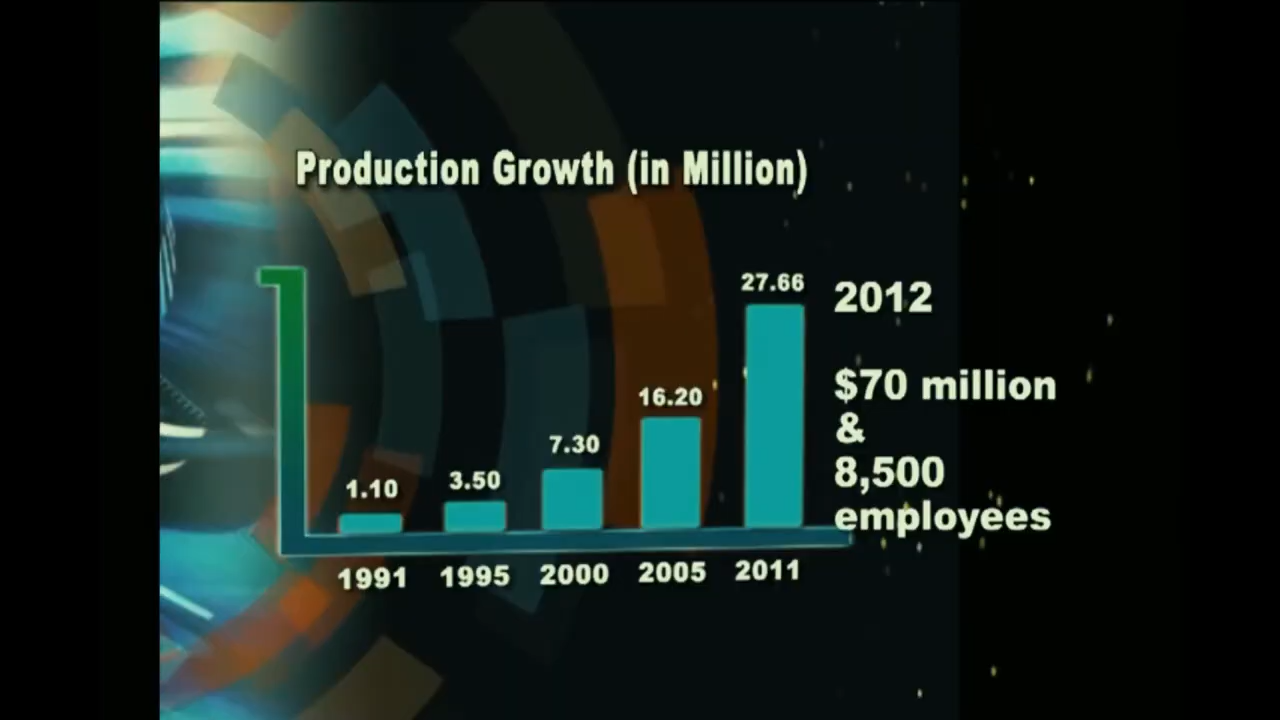 Production Growth (in Million)
27.66
16.20
7.30
3.50
1.10
1991 1995 2000 2005 2011
2012
$70 million
&
8,500
employees